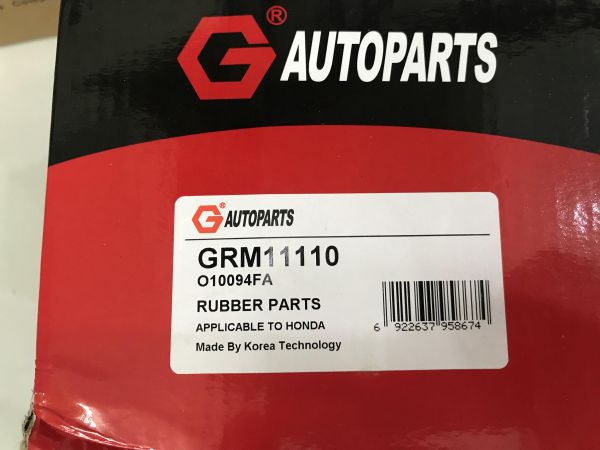 G® AUTOPARTS
G® AUTOPARTS
GRM11110
O10094FA
RUBBER PARTS
APPLICABLE TO HONDA
Made By Korea Technology
6 922637 958674